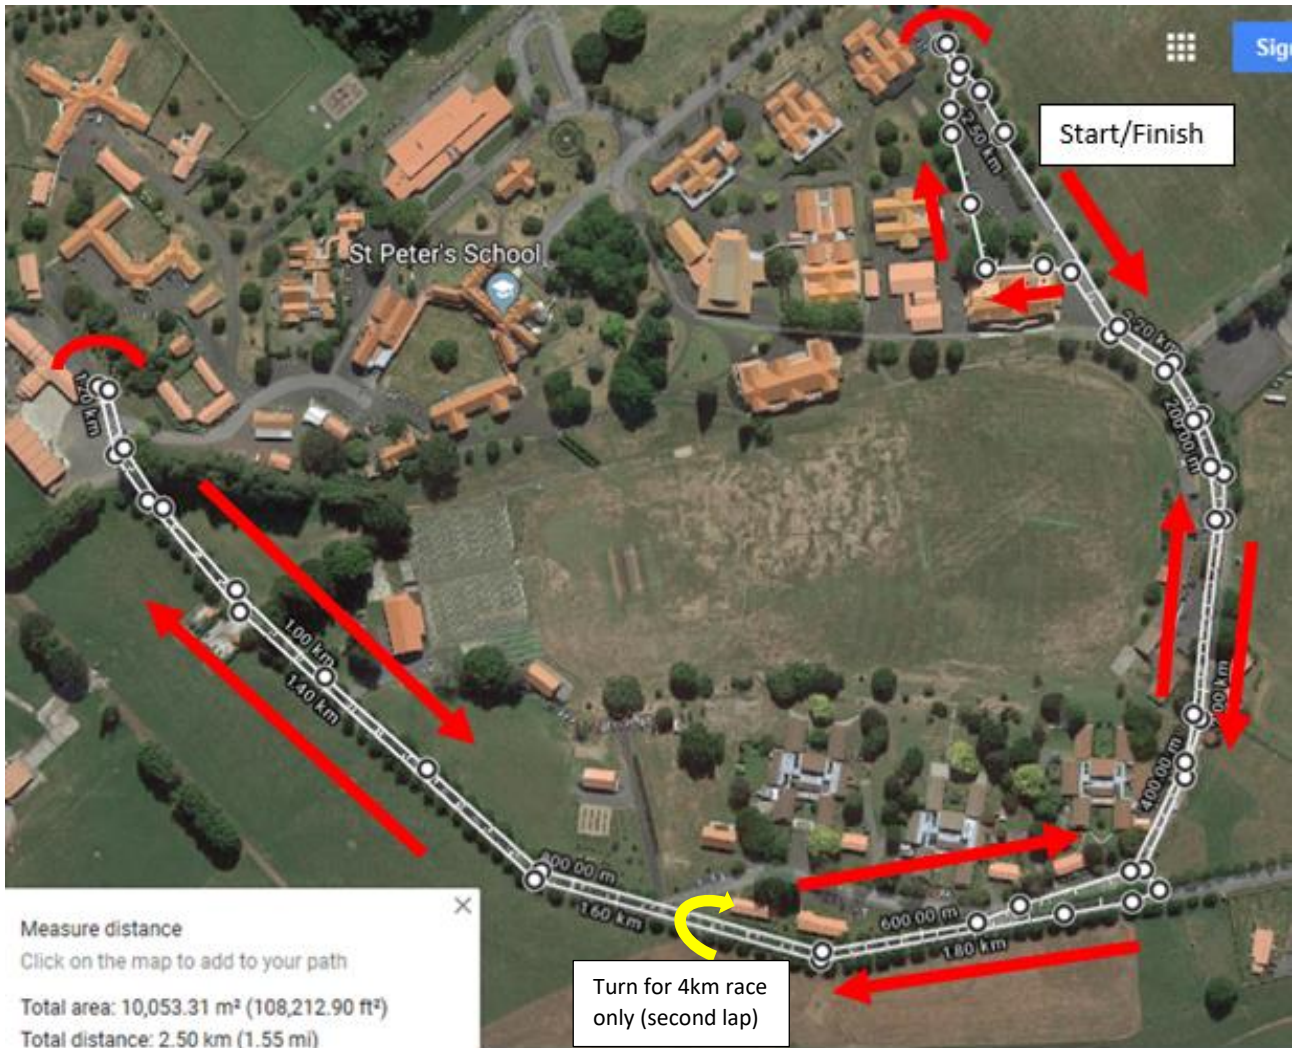 Sig
2.50 km
Start/Finish
St Peter's School
2.20 km
1.20 km
200.00 m
1.00 km
1.40 km
00 km
400.00 m
800.00 m
1.60 km
600.00 m
1.80 km
Measure distance
Click on the map to add to your path
Total area: 10,053.31 m² (108,212.90 ft²)
Total distance: 2.50 km (1.55 mi)
Turn for 4km race
only (second lap)